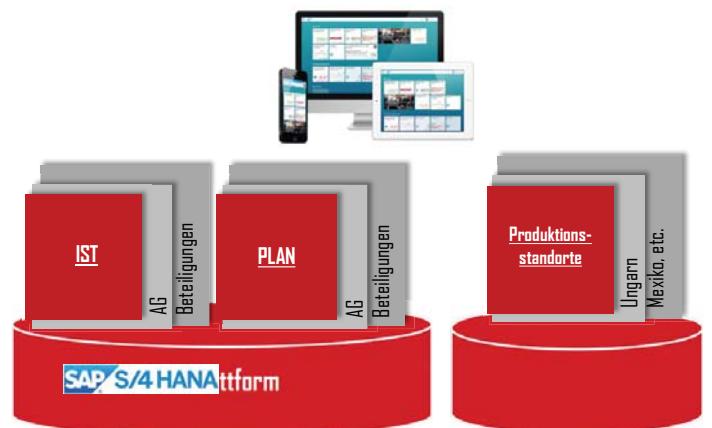 IST
AG
Beteiligungen
PLAN
AG
Beteiligungen
Produktions-
standorte
Ungarn
Mexiko, etc.
SAP S/4 HANAttform